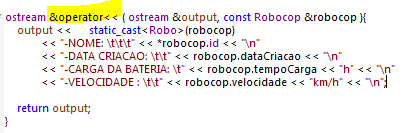 ostream &operator<< ( ostream &output, const Robocop &robocop ){
output << static_cast<Robo>(robocop)
<< "-NOME: \t\t\t" << *robocop.id << "\n"
<< "-DATA CRIACAO: \t\t" << robocop.dataCriacao << "\n"
<< "-CARGA DA BATERIA: \t" << robocop.tempoCarga << "h" << "\n"
<< "-VELOCIDADE : \t\t" << robocop.velocidade << "km/h" << "\n";
return output;
}